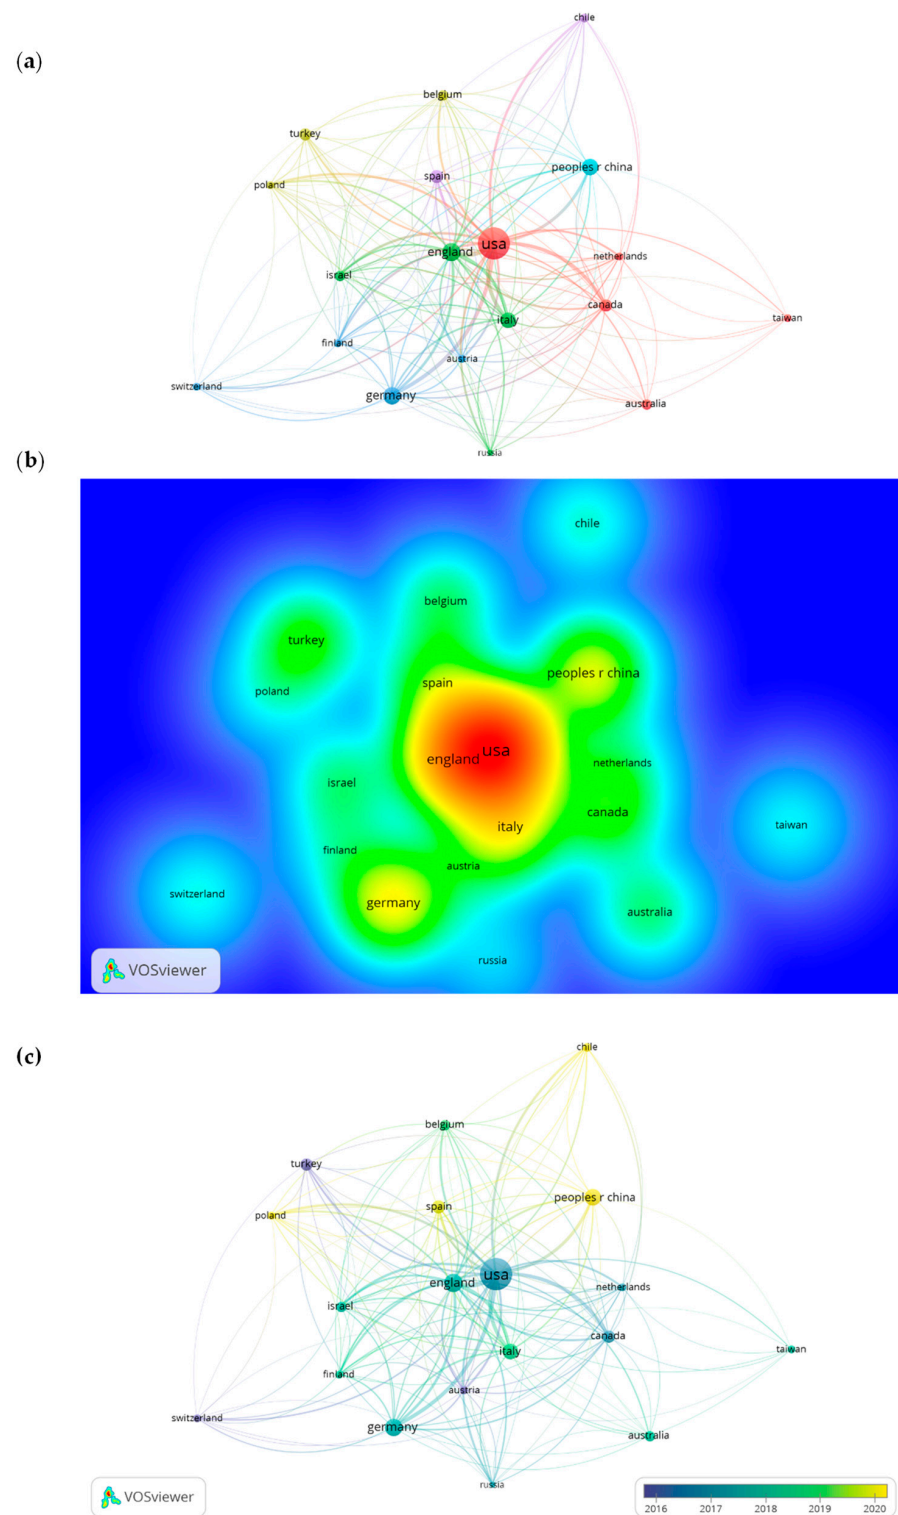 (a)
chile
belgium
turkey
peoples r china
spain
poland
usa
england
netherlands
israel
canada
italy
taiwan
finland
austria
switzerland
germany
australia
russia
(b)
chile
belgium
turkey
peoples r china
spain
poland
usa
england
netherlands
israel
canada
italy
taiwan
finland
austria
switzerland
germany
australia
russia
VOSviewer
(c)
chile
belgium
turkey
peoples r china
spain
poland
usa
england
netherlands
israel
canada
italy
taiwan
finland
austria
switzerland
germany
australia
russia
VOSviewer
2016 2017 2018 2019 2020